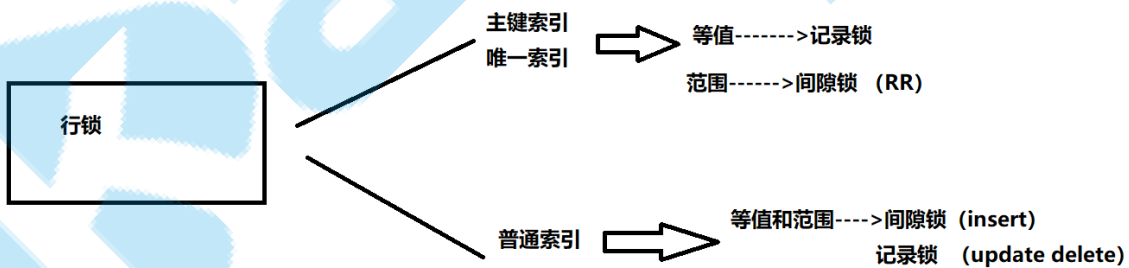 行锁
主键索引
唯一索引
等值------->记录锁
范围------>间隙锁 （RR）
普通索引
等值和范围---->间隙锁（insert）
记录锁 （update delete）